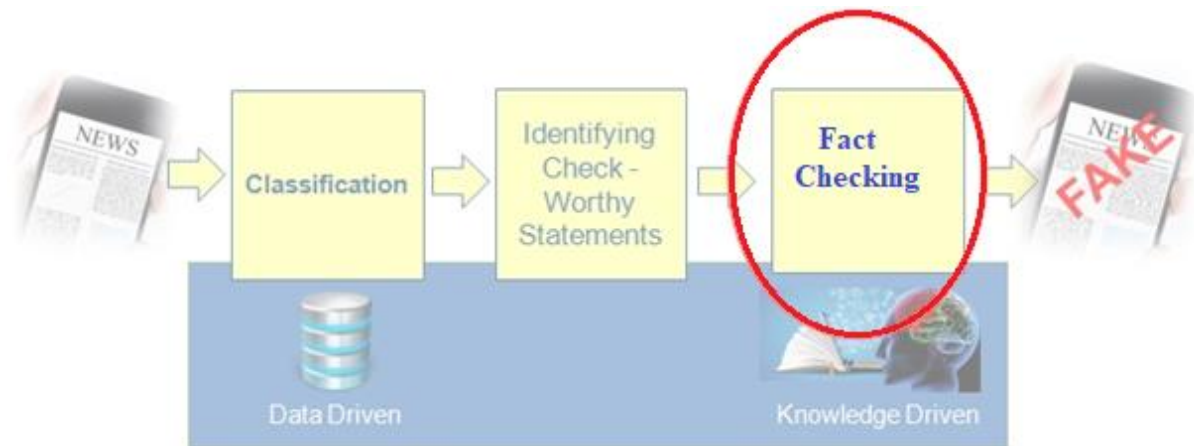 NEWS
Classification
Identifying
Check -
Worthy
Statements
Fact
Checking
NEWS
FAKE
Data Driven
Knowledge Driven